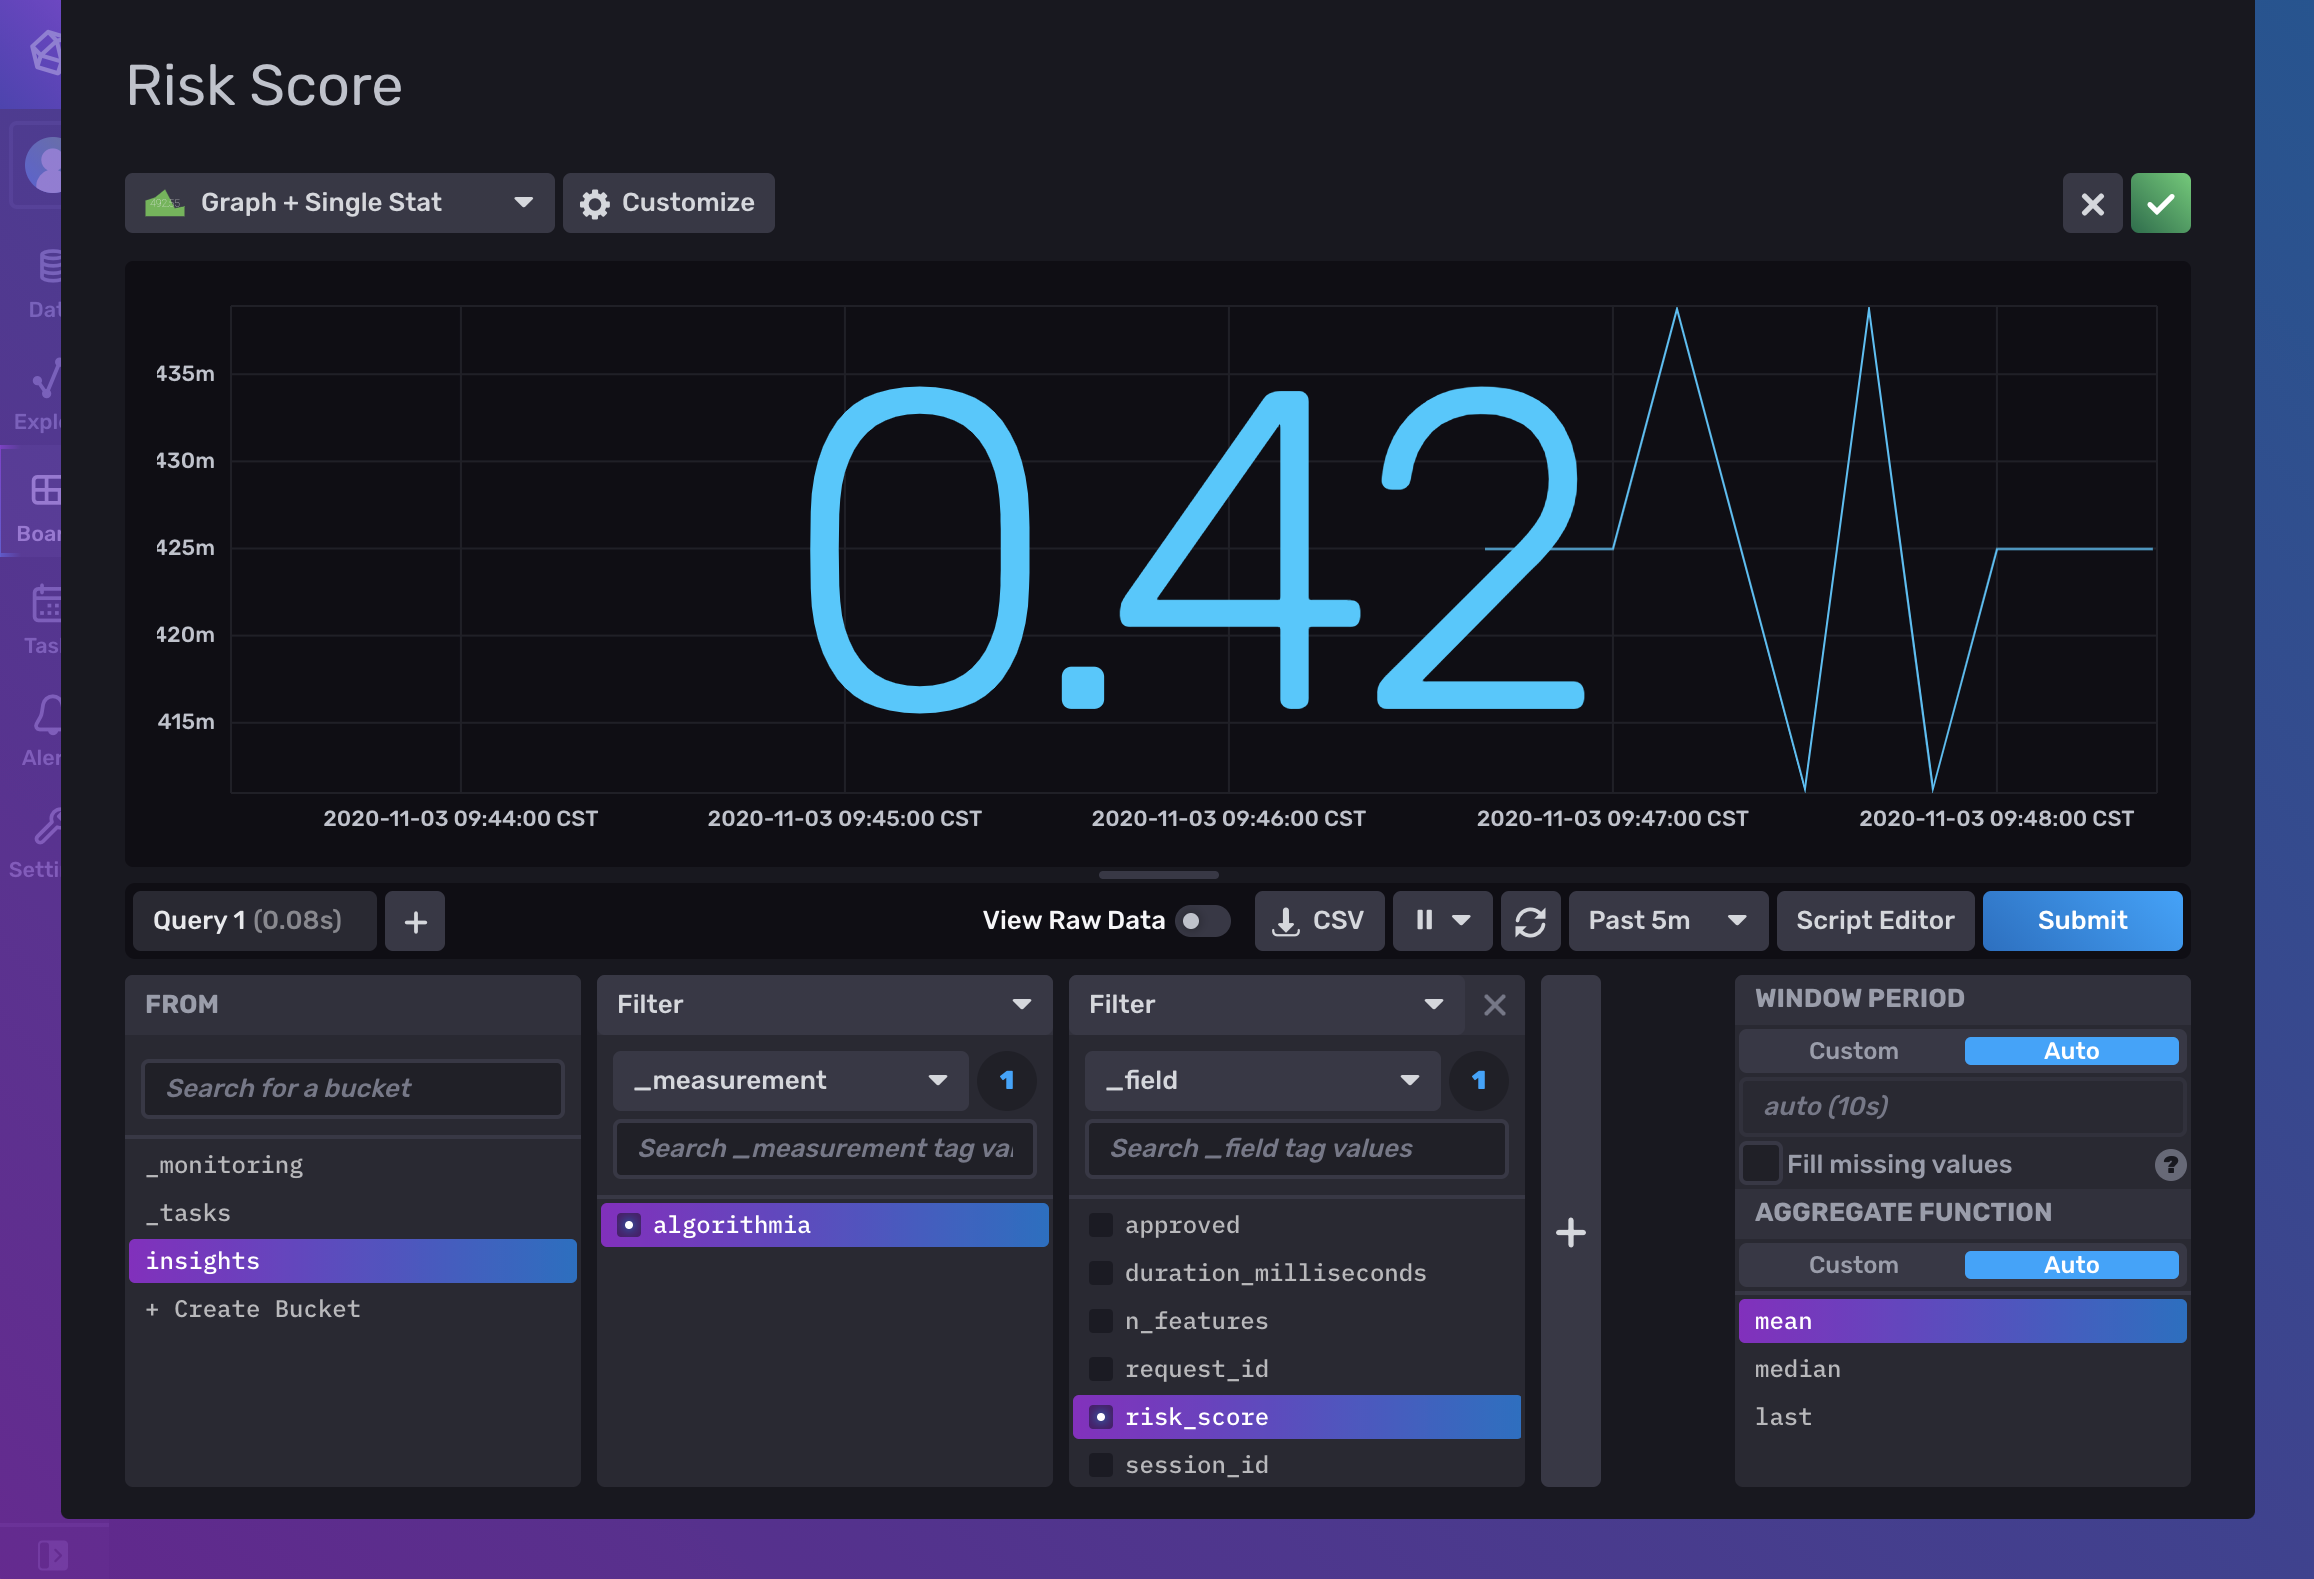 Risk Score
Graph + Single Stat
Customize
Dat
Expl
Boar
Tas
Aler
Setti
435m
430m
425m
420m
415m
0.42
2020-11-03 09:44:00 CST
2020-11-03 09:45:00 CST
2020-11-03 09:46:00 CST
2020-11-03 09:47:00 CST
2020-11-03 09:48:00 CST
Query 1 (0.08s)
View Raw Data
CSV
Past 5m
Script Editor
Submit
FROM
Search for a bucket
_monitoring
_tasks
insights
+ Create Bucket
Filter
_measurement
1
Search _measurement tag val
algorithmia
Filter
_field
1
Search _field tag values
approved
duration_milliseconds
n_features
request_id
risk_score
session_id
WINDOW PERIOD
Custom
Auto
auto (10s)
Fill missing values
?
AGGREGATE FUNCTION
Custom
Auto
mean
median
last